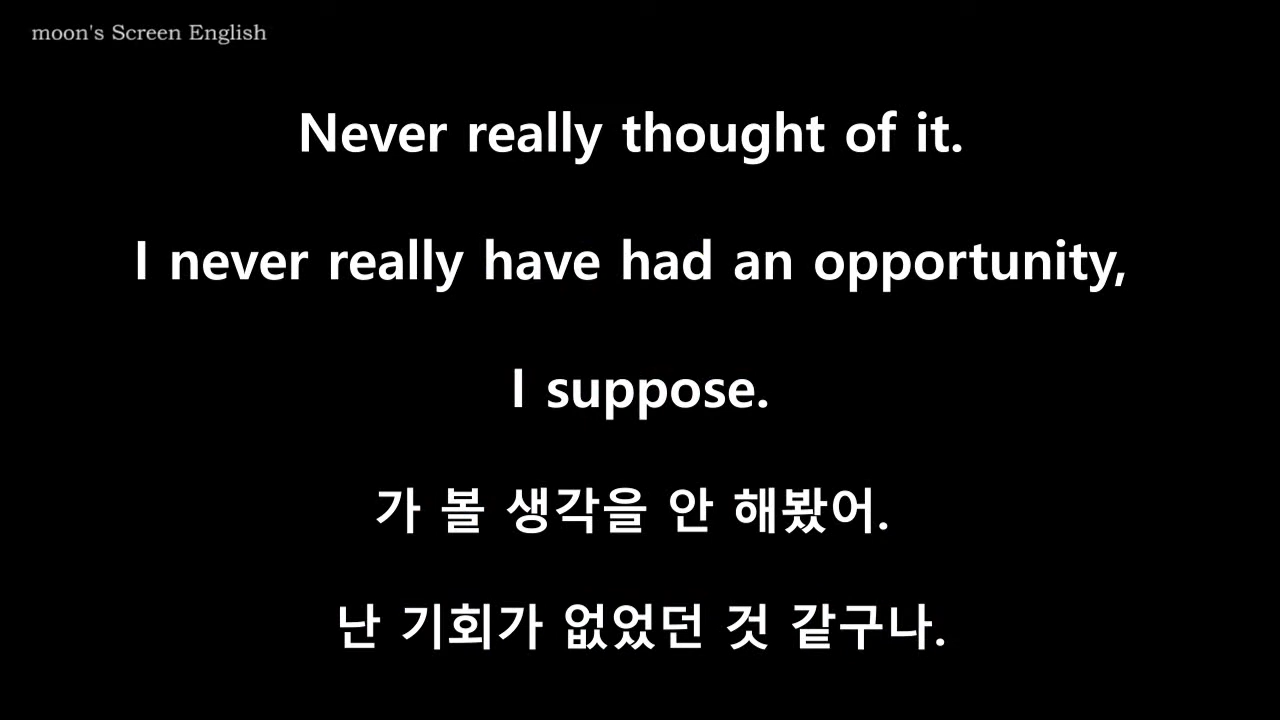 moon's Screen English
Never really thought of it.
I never really have had an opportunity,
I suppose.
가 볼 생각을 안 해봤어.
난 기회가 없었던 것 같구나.